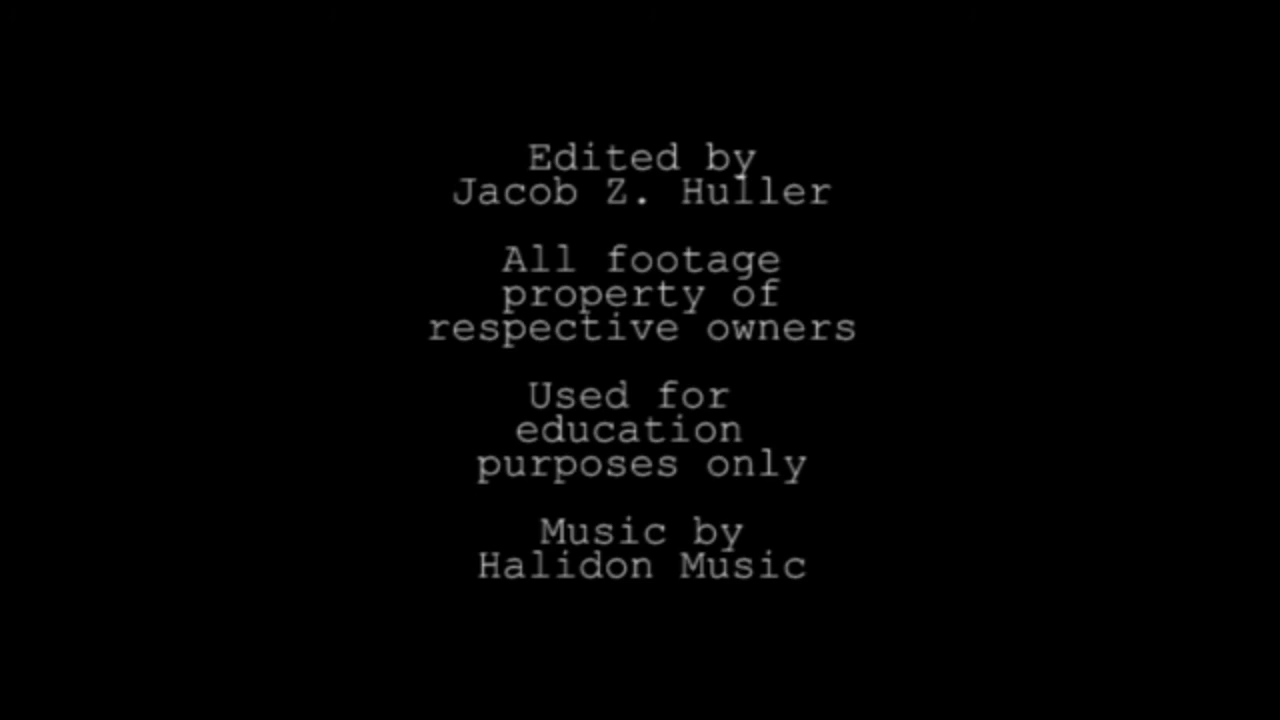 Edited by
Jacob Z. Huller
All footage
property of
respective owners
Used for
education
purposes only
Music by
Halidon Music